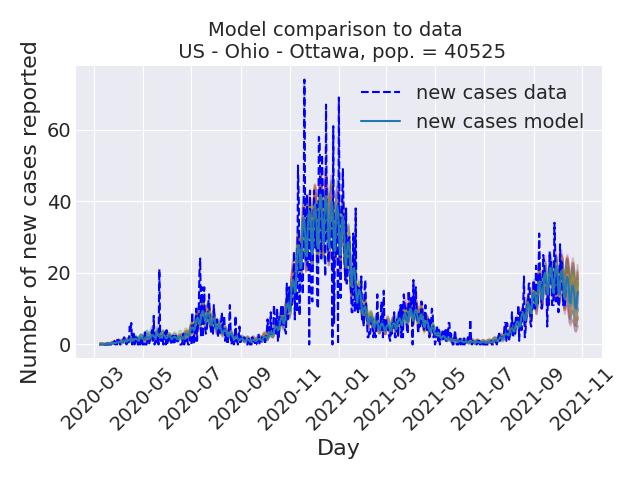 Model comparison to data
US - Ohio - Ottawa, pop. = 40525
Number of new cases reported
new cases data
new cases model
60
40
20
0
2020-03
2020-05
2020-07
2020-09
2020-11
2021-01
2021-03
2021-05
2021-07
2021-09
2021-11
Day